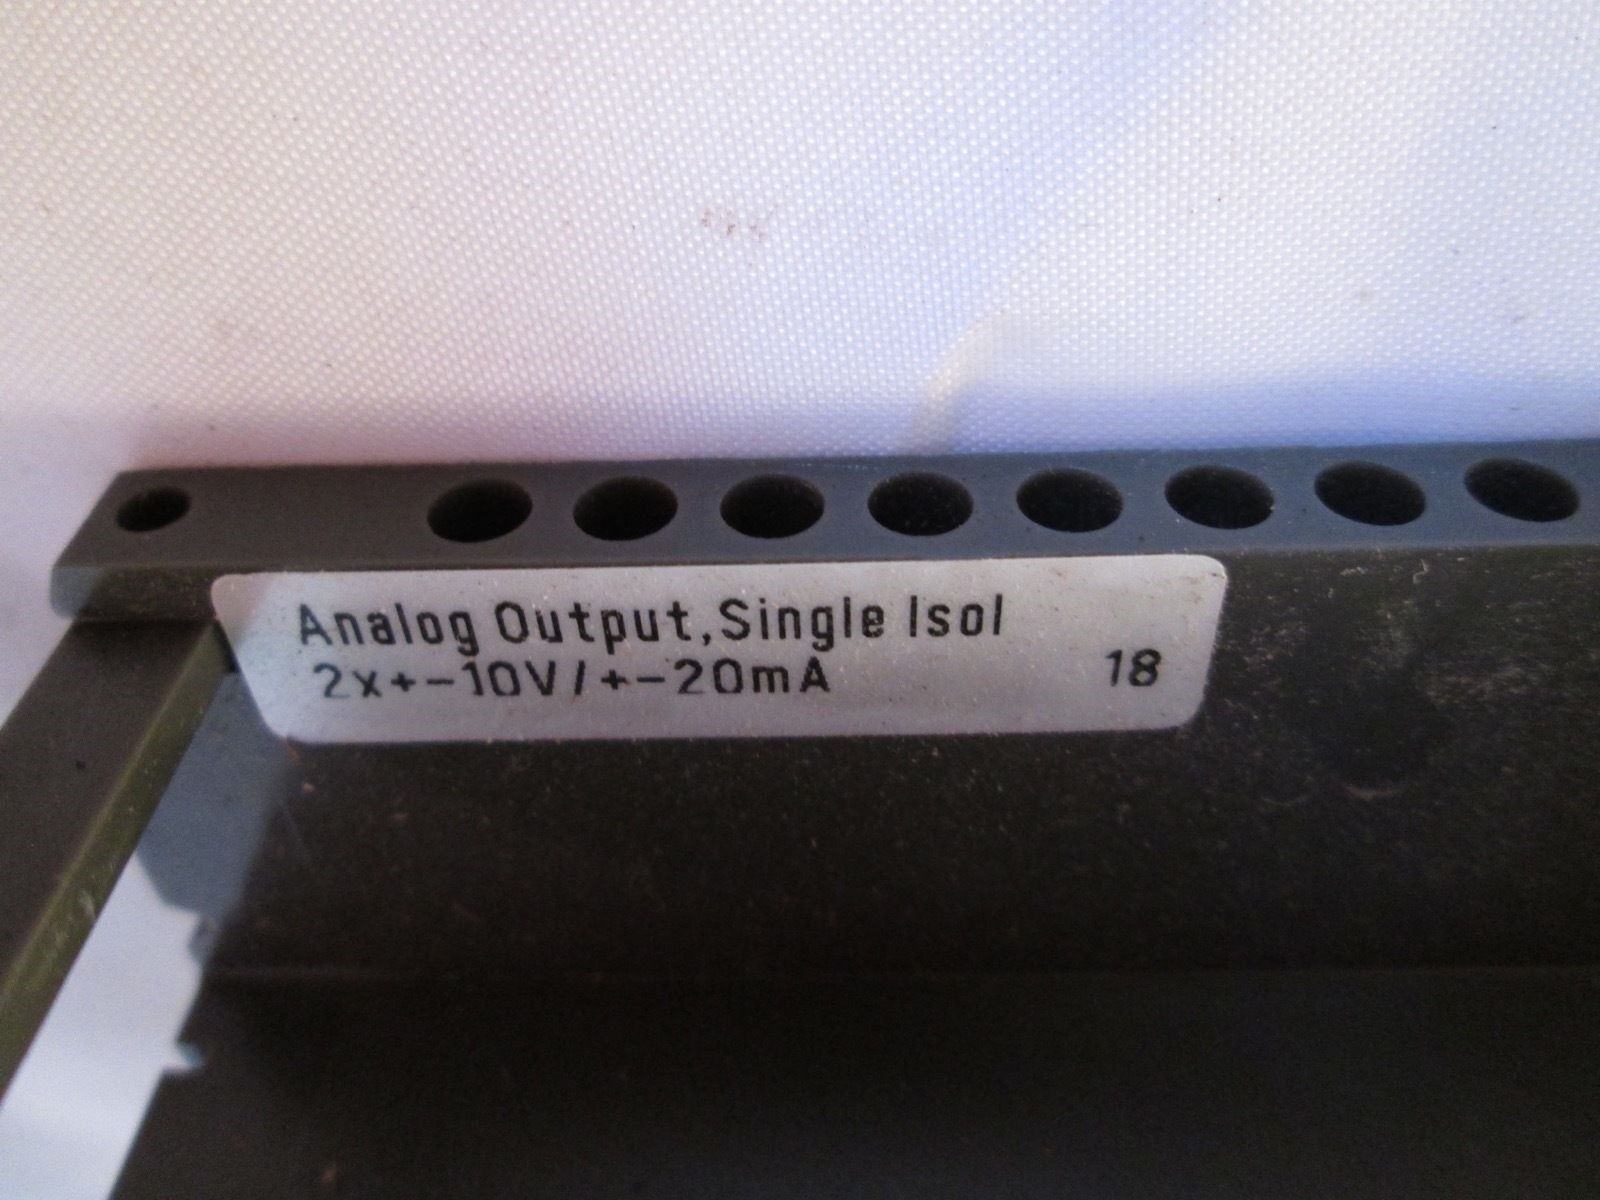 Analog Output,Single Isol
2x+-10V/+-20mA 18